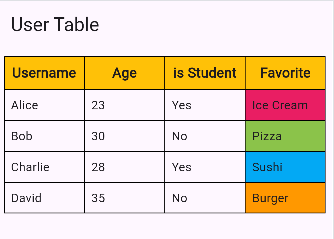 User Table
Username Age is Student Favorite
Alice 23 Yes Ice Cream
Bob 30 No Pizza
Charlie 28 Yes Sushi
David 35 No Burger